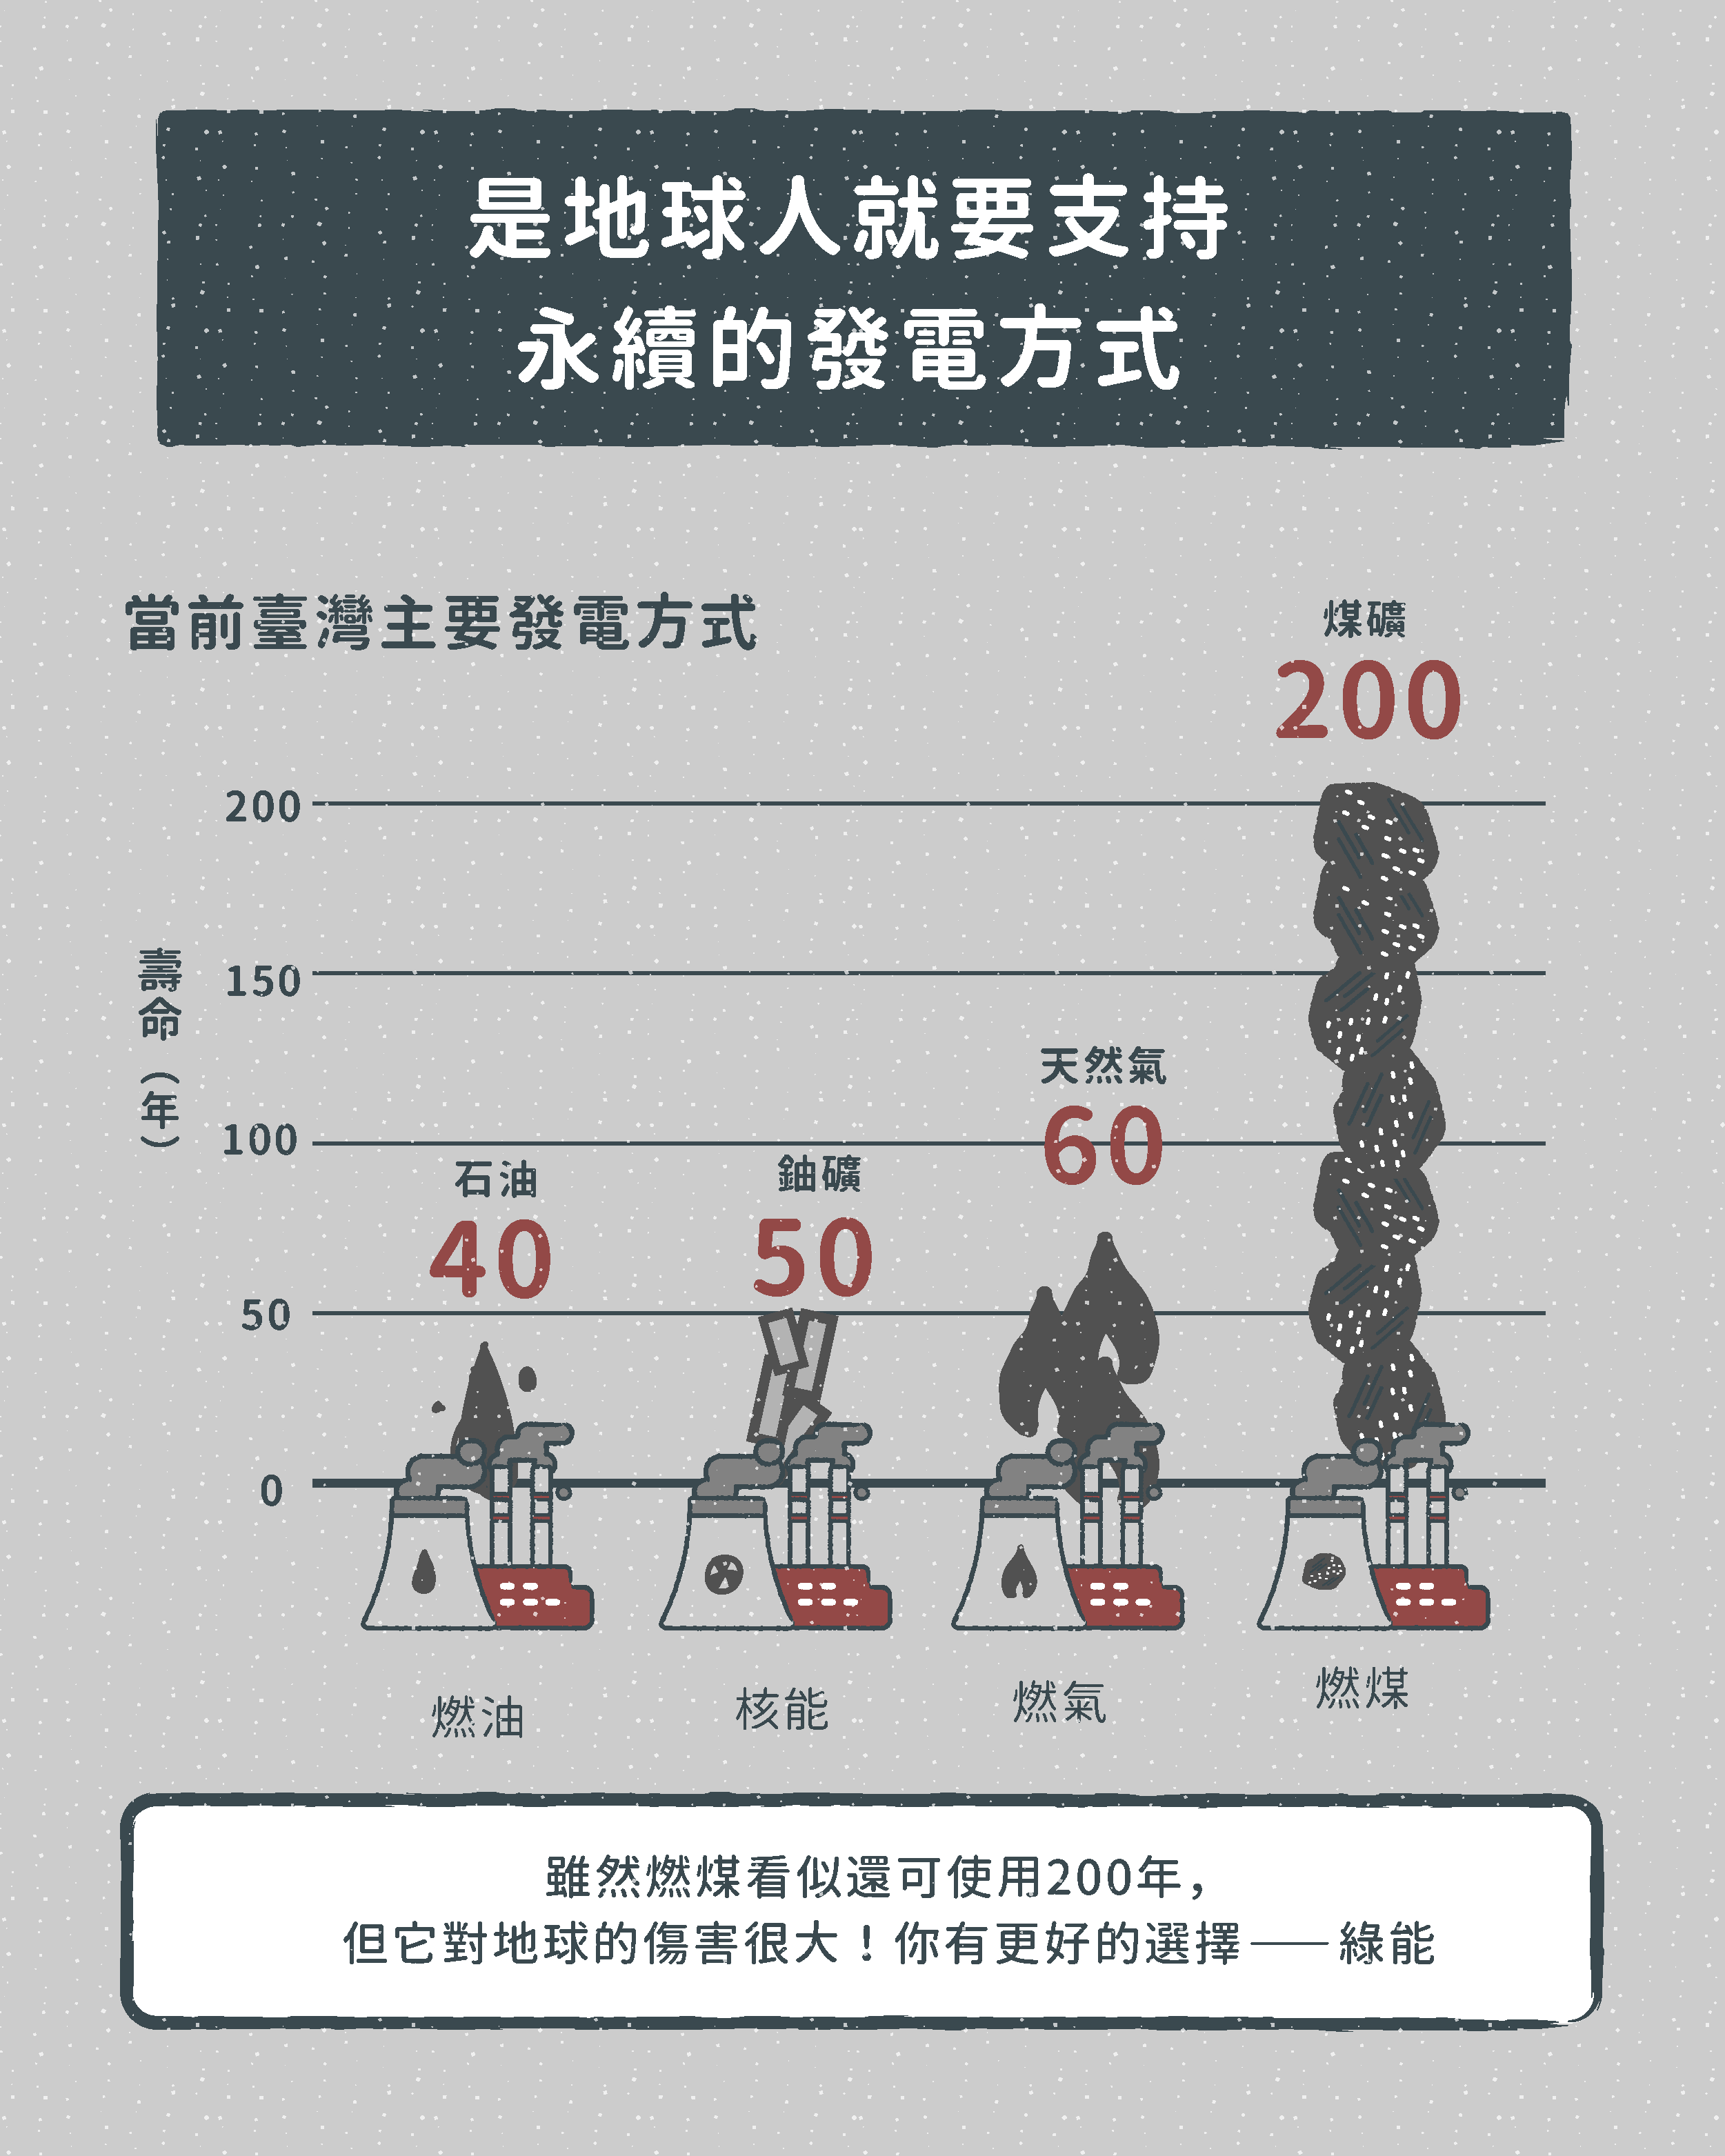 是地球人就要支持
永續的發電方式
當前臺灣主要發電方式
煤礦
200
200
壽命（年）
150
天然氣
60
100
石油
40
鈾礦
50
50
0
燃油
核能
燃氣
燃煤
雖然燃煤看似還可使用200年，
但它對地球的傷害很大！你有更好的選擇——綠能